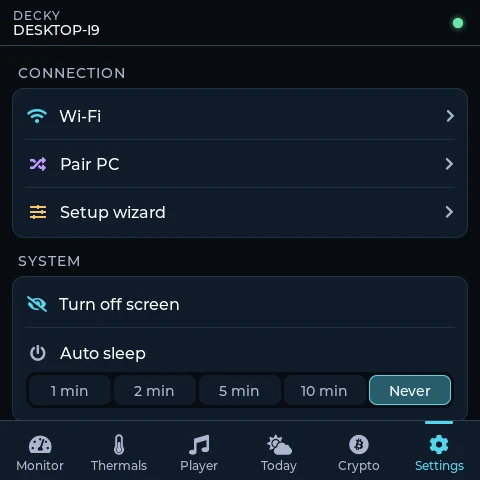 DECKY
DESKTOP-I9
CONNECTION
Wi-Fi
Pair PC
Setup wizard
SYSTEM
Turn off screen
Auto sleep
1 min 2 min 5 min 10 min Never
Monitor Thermals Player Today Crypto Settings